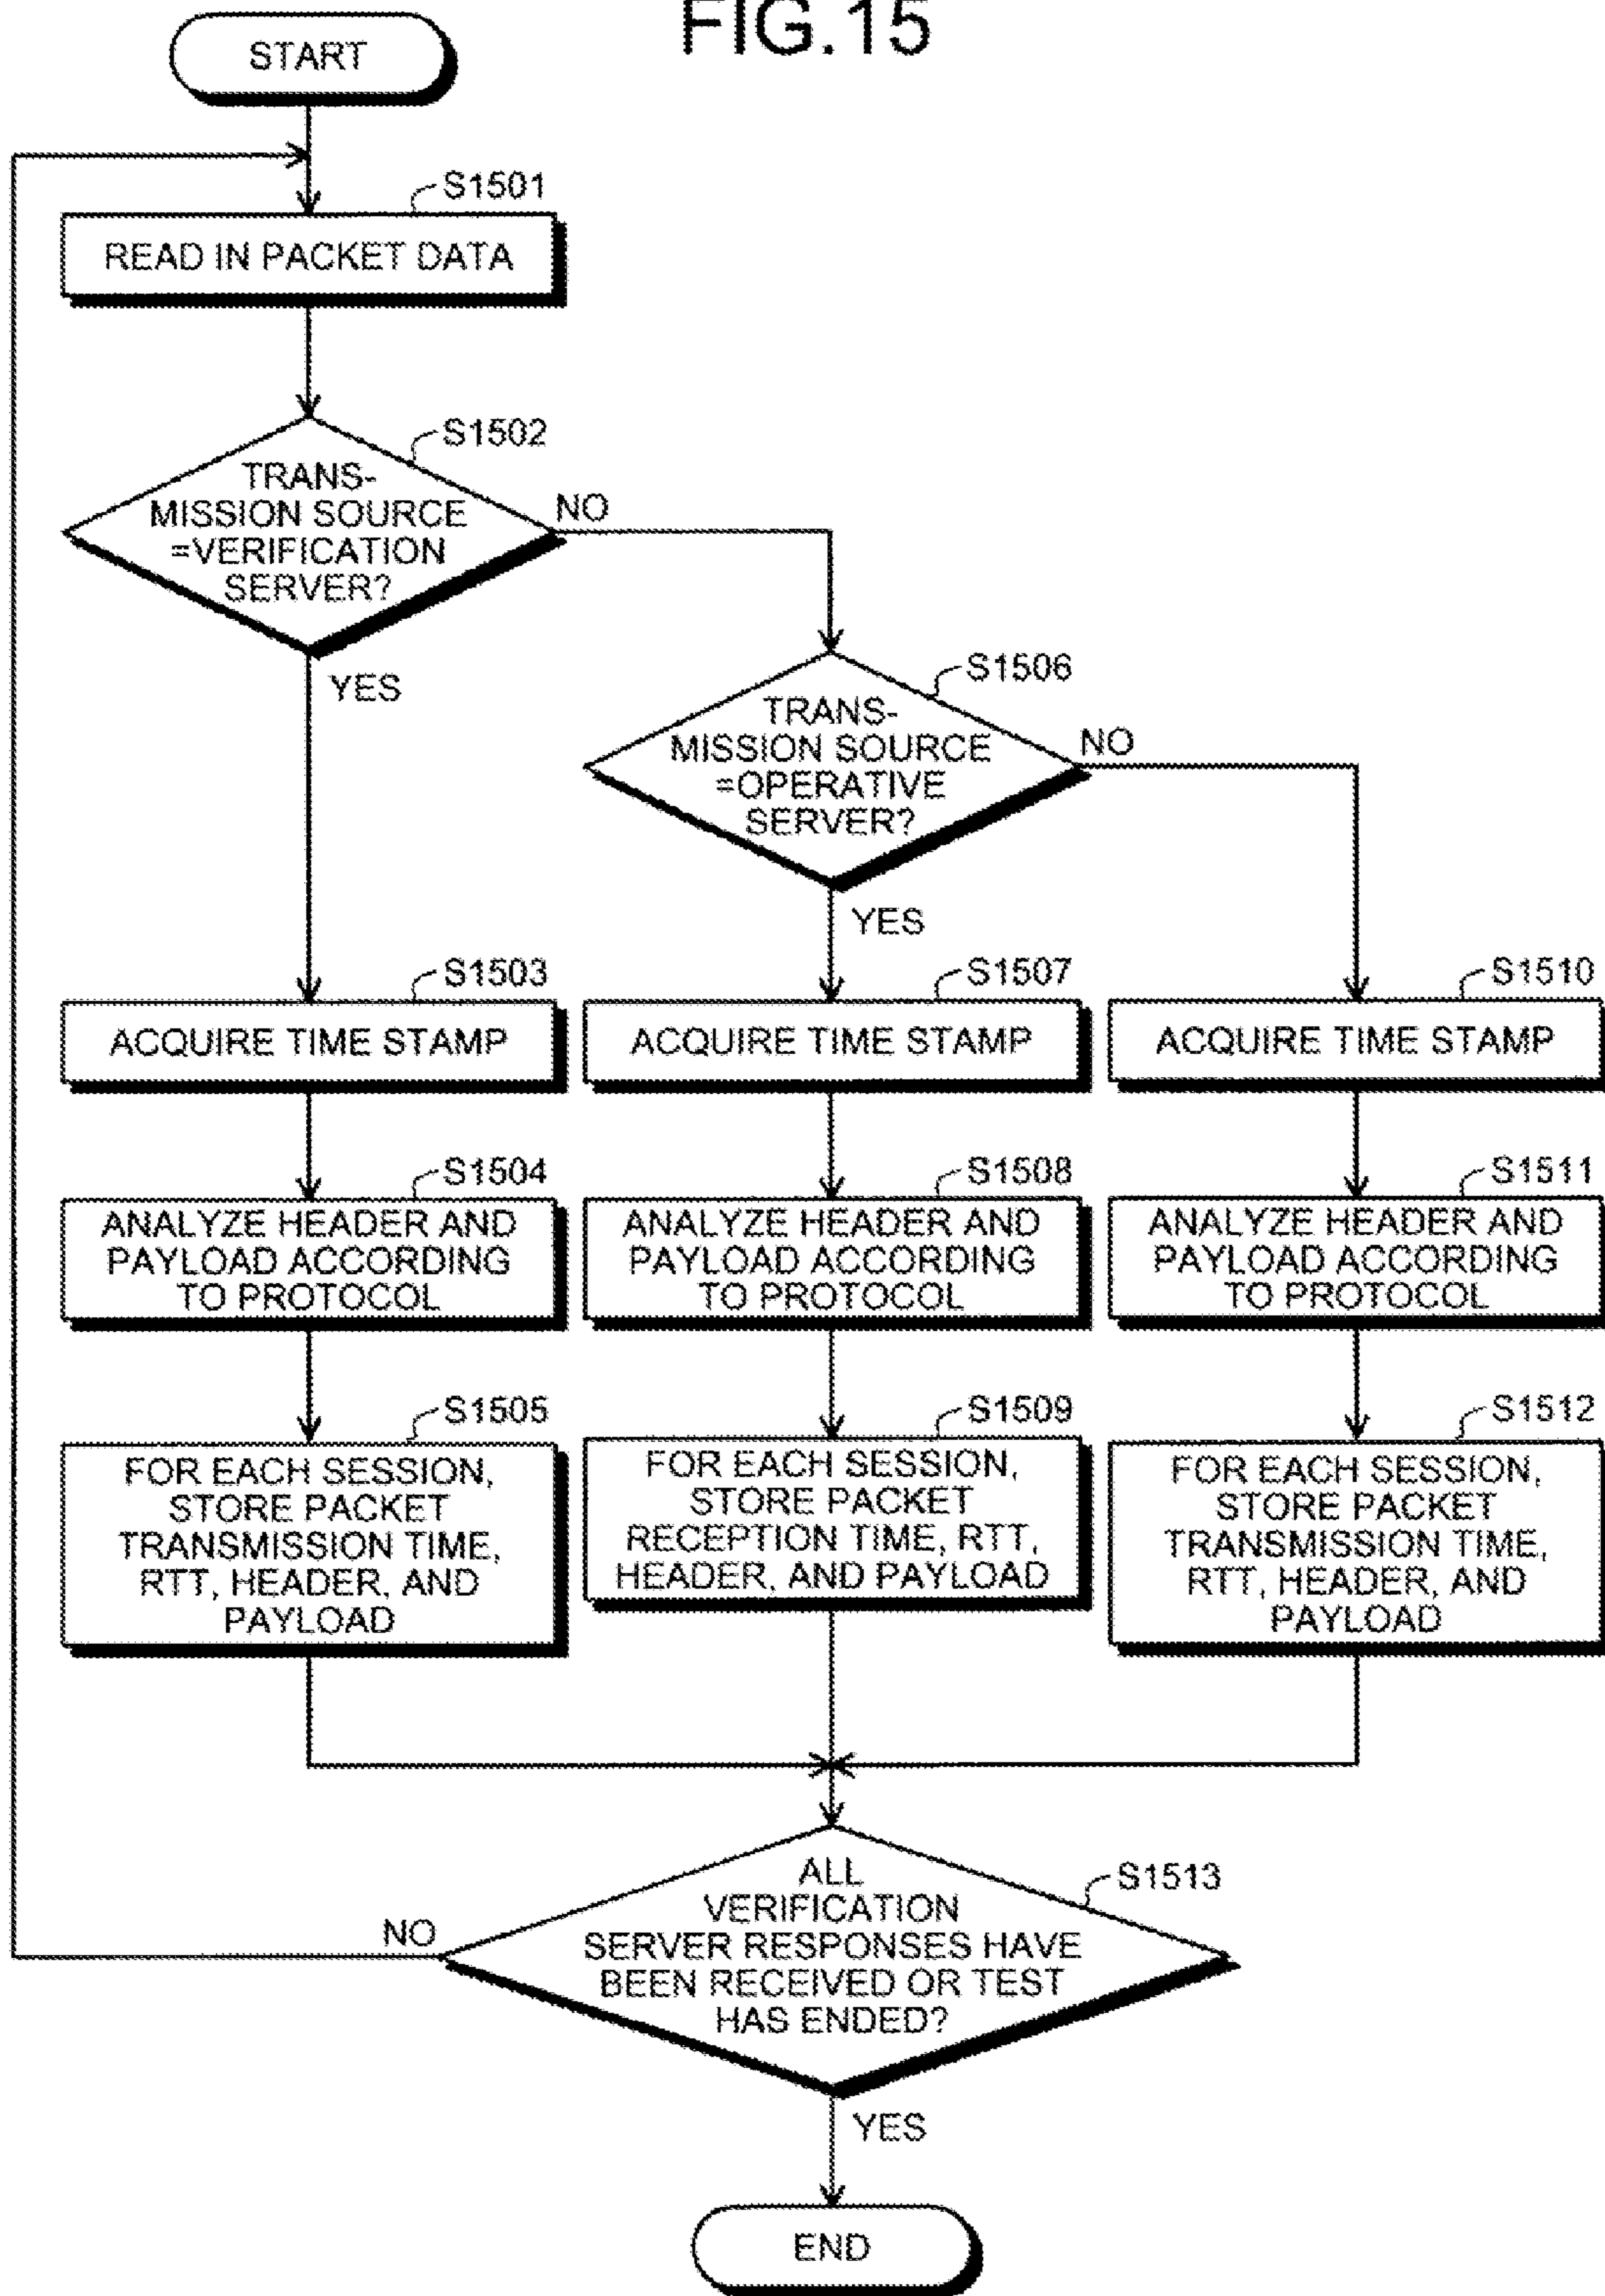 FIG.15
START
S1501
READ IN PACKET DATA
S1502
TRANS-
MISSION SOURCE
=VERIFICATION
SERVER?
NO
YES
S1506
TRANS-
MISSION SOURCE
=OPERATIVE
SERVER?
NO
YES
S1503
ACQUIRE TIME STAMP
S1507
ACQUIRE TIME STAMP
S1510
ACQUIRE TIME STAMP
S1504
ANALYZE HEADER AND
PAYLOAD ACCORDING
TO PROTOCOL
S1508
ANALYZE HEADER AND
PAYLOAD ACCORDING
TO PROTOCOL
S1511
ANALYZE HEADER AND
PAYLOAD ACCORDING
TO PROTOCOL
S1505
FOR EACH SESSION,
STORE PACKET
TRANSMISSION TIME,
RTT, HEADER, AND
PAYLOAD
S1509
FOR EACH SESSION,
STORE PACKET
RECEPTION TIME, RTT,
HEADER, AND PAYLOAD
S1512
FOR EACH SESSION,
STORE PACKET
TRANSMISSION TIME,
RTT, HEADER, AND
PAYLOAD
S1513
ALL
VERIFICATION
SERVER RESPONSES HAVE
BEEN RECEIVED OR TEST
HAS ENDED?
NO
YES
END